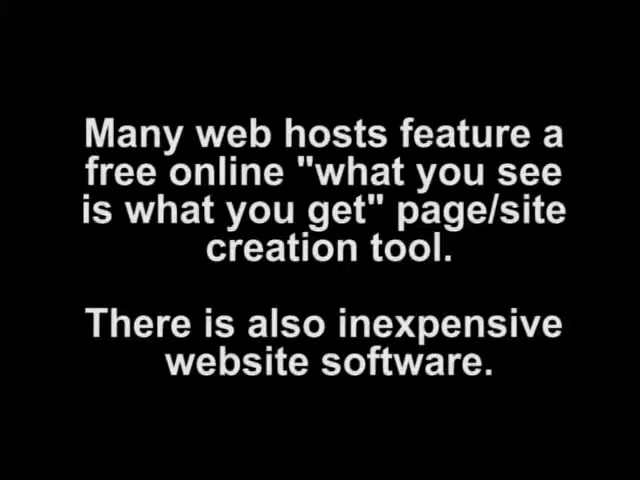 Many web hosts feature a
free online "what you see
is what you get" page/site
creation tool.
There is also inexpensive
website software.